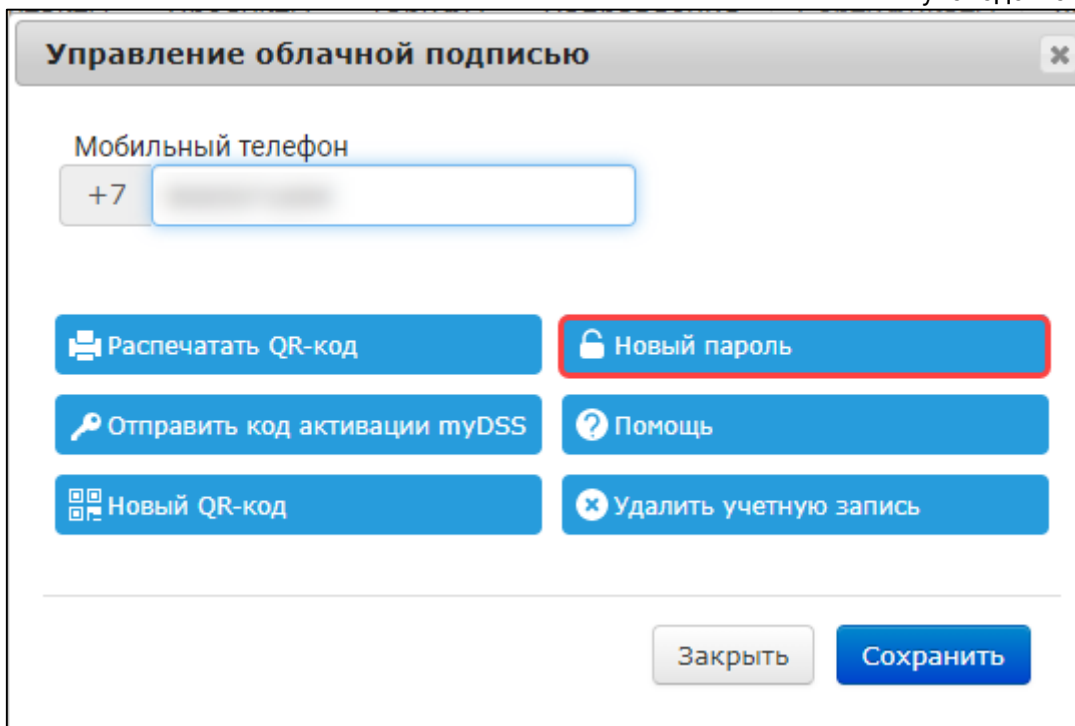 Управление облачной подписью
Мобильный телефон
+7
Распечатать QR-код
Новый пароль
Отправить код активации myDSS
Помощь
Новый QR-код
Удалить учетную запись
Закрыть
Сохранить